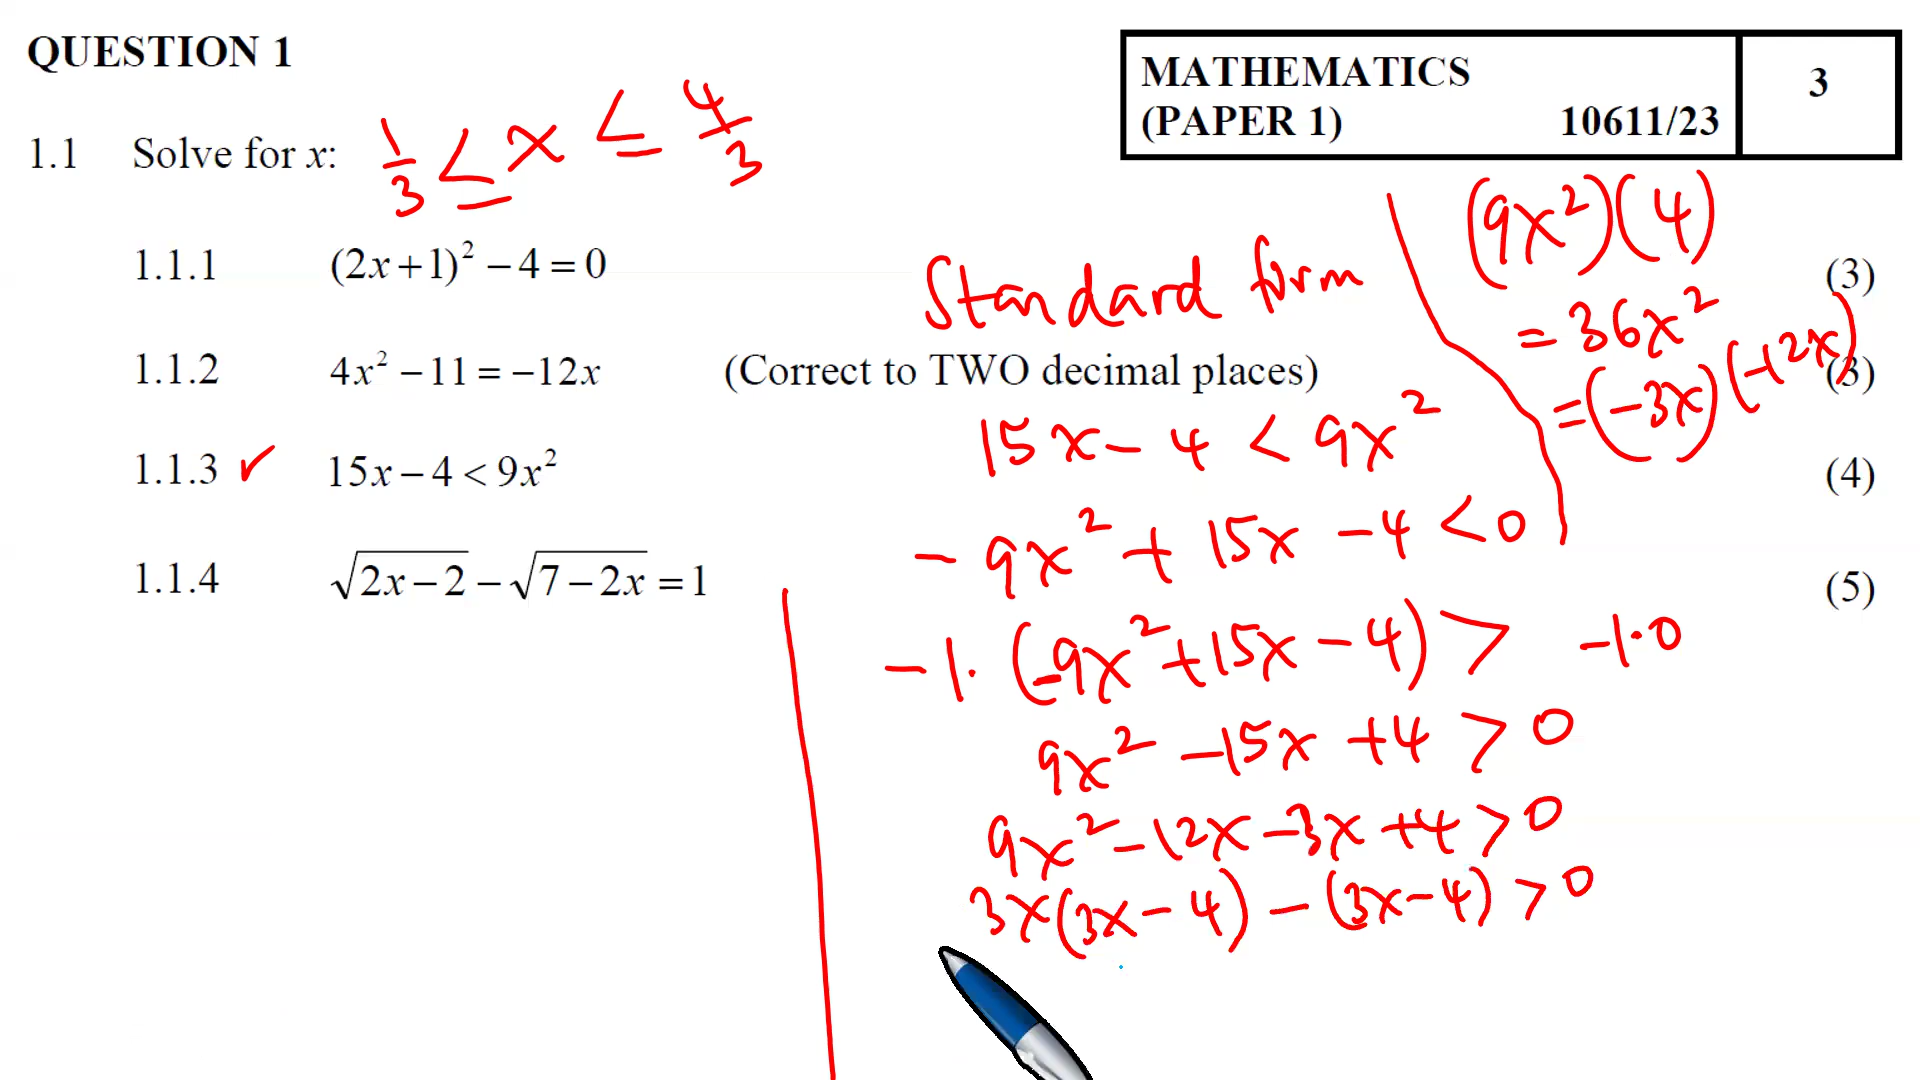 QUESTION 1
MATHEMATICS
(PAPER 1) 10611/23
3
1.1 Solve for x: 1/3 ≤ x ≤ 4/3
1.1.1 (2x+1)² − 4 = 0 (3)
1.1.2 4x² − 11 = −12x (Correct to TWO decimal places) (3)
1.1.3 ✓ 15x − 4 < 9x² (4)
1.1.4 √(2x−2) − √(7−2x) = 1 (5)
Standard form
15x − 4 < 9x²
− 9x² + 15x − 4 < 0
−1. (−9x² + 15x − 4) > −1·0
9x² − 15x + 4 > 0
9x² − 12x − 3x + 4 > 0
3x(3x − 4) − (3x − 4) > 0
(9x²)(4)
= 36x²
= (−3x)(−12x)